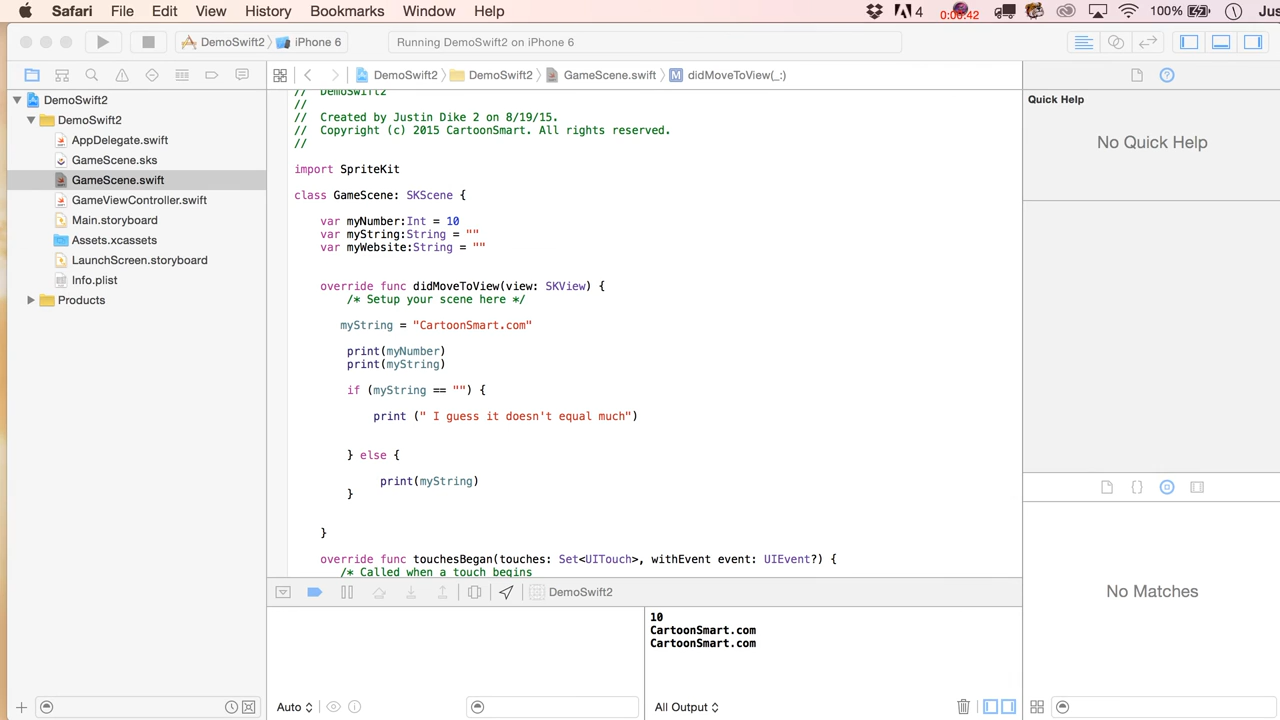 Safari File Edit View History Bookmarks Window Help 4 0:00:42 100% Jus
DemoSwift2 iPhone 6 Running DemoSwift2 on iPhone 6
DemoSwift2 DemoSwift2 GameScene.swift M didMoveToView(_:)
DemoSwift2
DemoSwift2
AppDelegate.swift
GameScene.sks
GameScene.swift
GameViewController.swift
Main.storyboard
Assets.xcassets
LaunchScreen.storyboard
Info.plist
Products
// DemoSwift2
//
// Created by Justin Dike 2 on 8/19/15.
// Copyright (c) 2015 CartoonSmart. All rights reserved.
//
import SpriteKit
class GameScene: SKScene {
var myNumber:Int = 10
var myString:String = ""
var myWebsite:String = ""
override func didMoveToView(view: SKView) {
/* Setup your scene here */
myString = "CartoonSmart.com"
print(myNumber)
print(myString)
if (myString == "") {
print (" I guess it doesn't equal much")
} else {
print(myString)
}
}
override func touchesBegan(touches: Set<UITouch>, withEvent event: UIEvent?) {
/* Called when a touch begins
DemoSwift2
10
CartoonSmart.com
CartoonSmart.com
Auto
All Output
Quick Help
No Quick Help
{}
No Matches